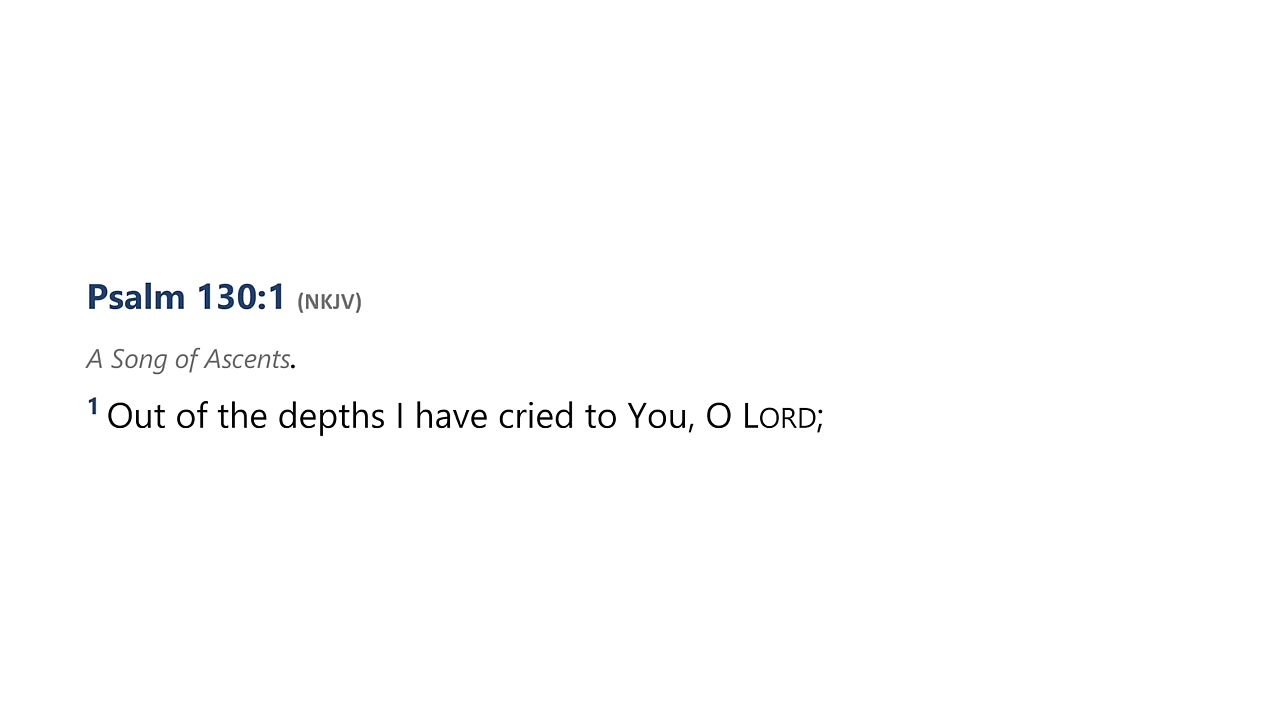 Psalm 130:1 (NKJV)
A Song of Ascents.
1 Out of the depths I have cried to You, O LORD;